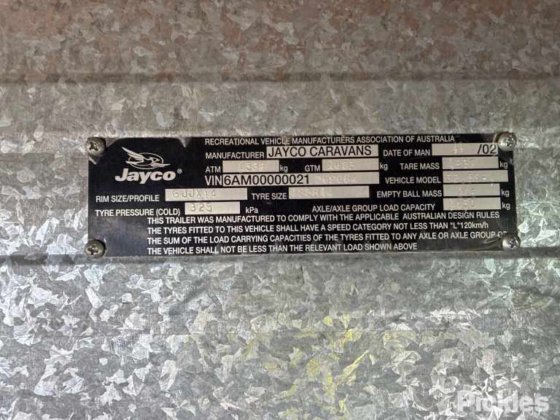 RECREATIONAL VEHICLE MANUFACTURERS ASSOCIATION OF AUSTRALIA
MANUFACTURER JAYCO CARAVANS DATE OF MAN /02
ATM kg GTM kg TARE MASS
Jayco
VIN 6AM00000021 VEHICLE MODEL
RIM SIZE/PROFILE TYRE SIZE EMPTY BALL MASS
TYRE PRESSURE (COLD) 325 kPa AXLE/AXLE GROUP LOAD CAPACITY
THIS TRAILER WAS MANUFACTURED TO COMPLY WITH THE APPLICABLE AUSTRALIAN DESIGN RULES
THE TYRES FITTED TO THIS VEHICLE SHALL HAVE A SPEED CATEGORY NOT LESS THAN "L" 120km/h
THE SUM OF THE LOAD CARRYING CAPACITIES OF THE TYRES FITTED TO ANY AXLE OR AXLE GROUP OF
THE VEHICLE SHALL NOT BE LESS THAN THE RELEVANT LOAD SHOWN ABOVE
Pickles